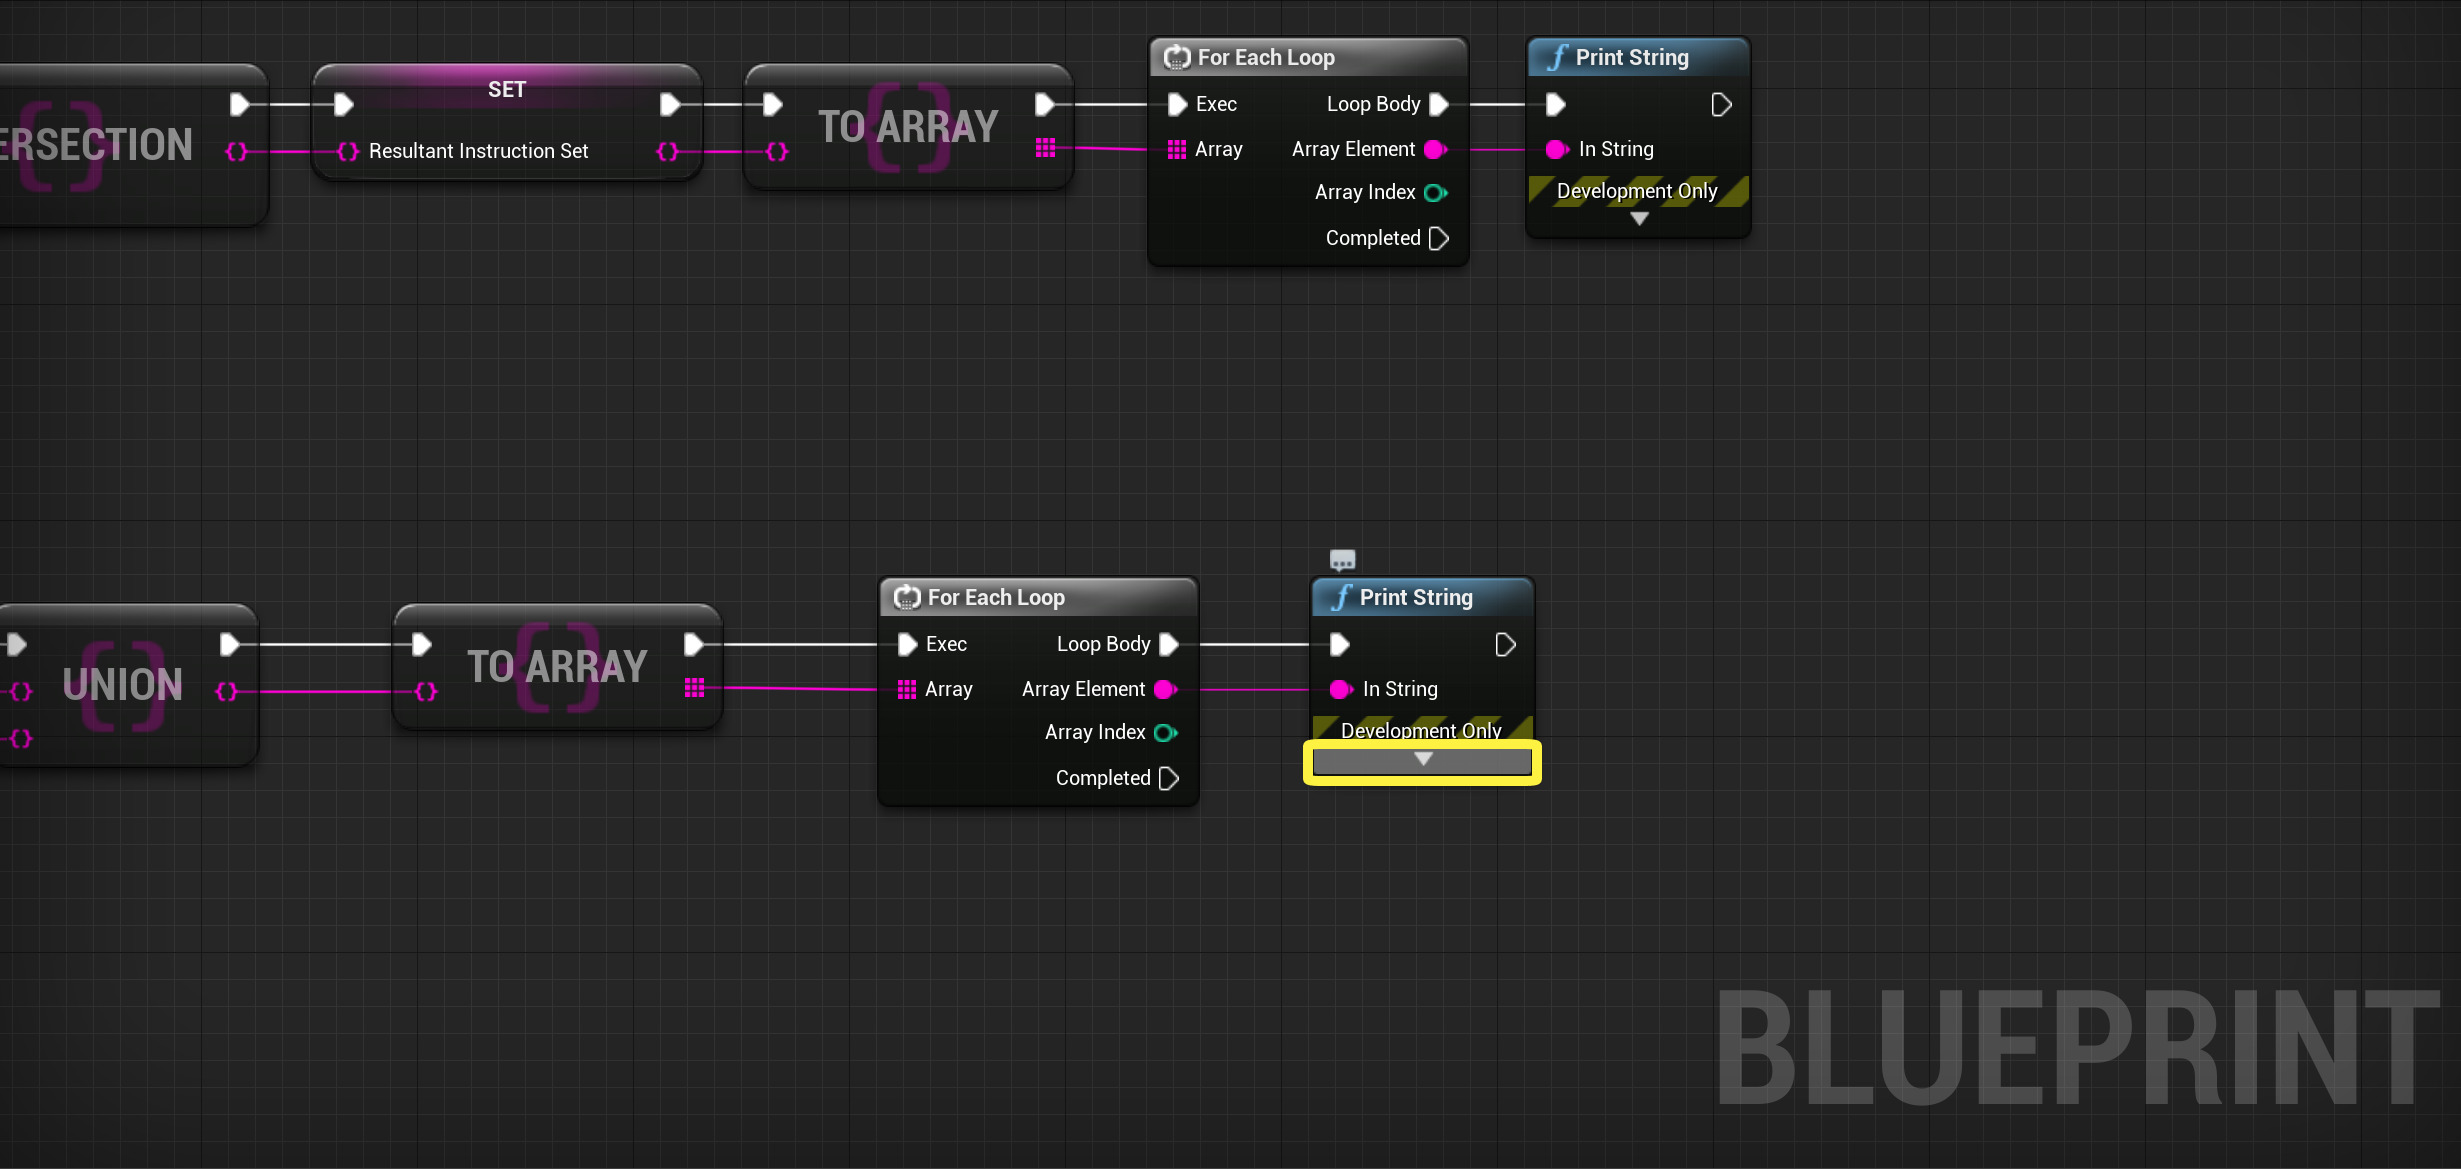 ERSECTION
SET
Resultant Instruction Set
TO ARRAY
For Each Loop
Exec
Loop Body
Array
Array Element
Array Index
Completed
Print String
In String
Development Only
UNION
TO ARRAY
For Each Loop
Exec
Loop Body
Array
Array Element
Array Index
Completed
Print String
In String
Development Only
BLUEPRINT